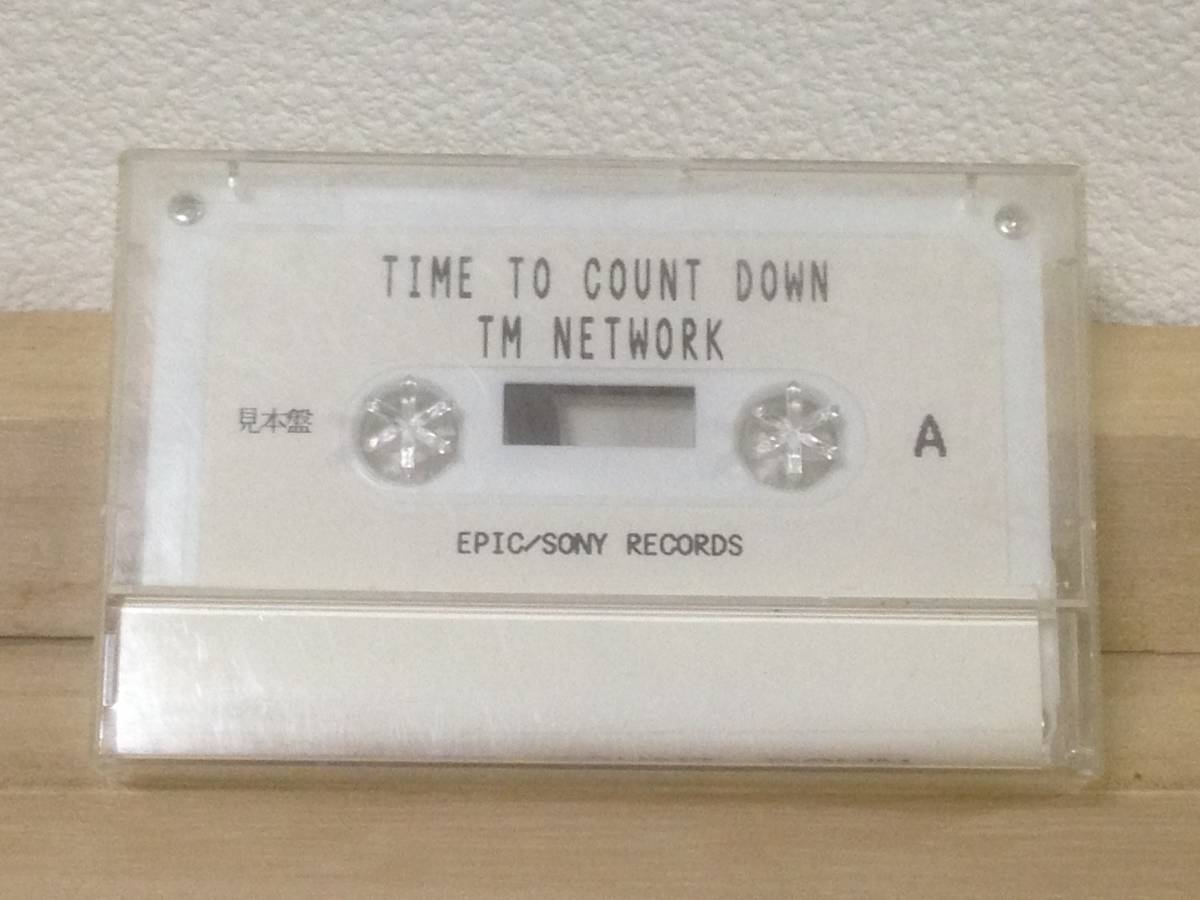 TIME TO COUNT DOWN
TM NETWORK
見本盤
A
EPIC/SONY RECORDS